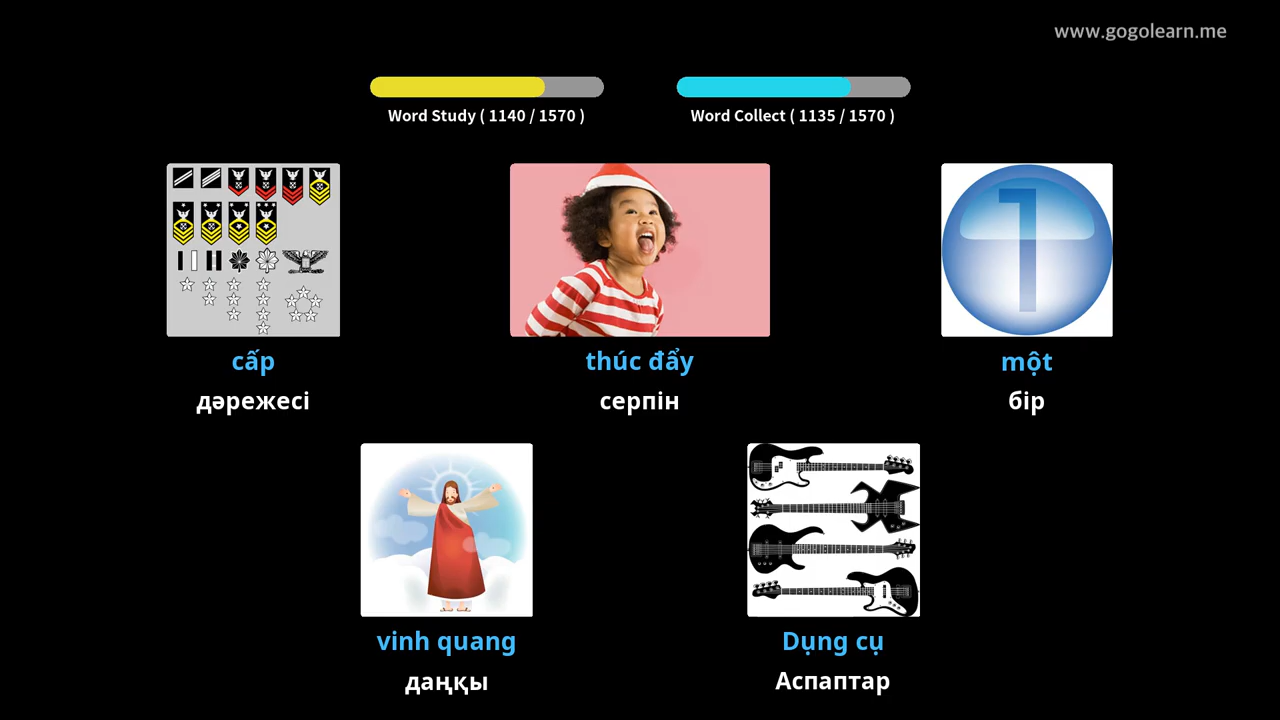 www.gogolearn.me
Word Study ( 1140 / 1570 )
Word Collect ( 1135 / 1570 )
cấp
дәрежесі
thúc đẩy
серпін
1
một
бір
vinh quang
даңқы
Dụng cụ
Аспаптар